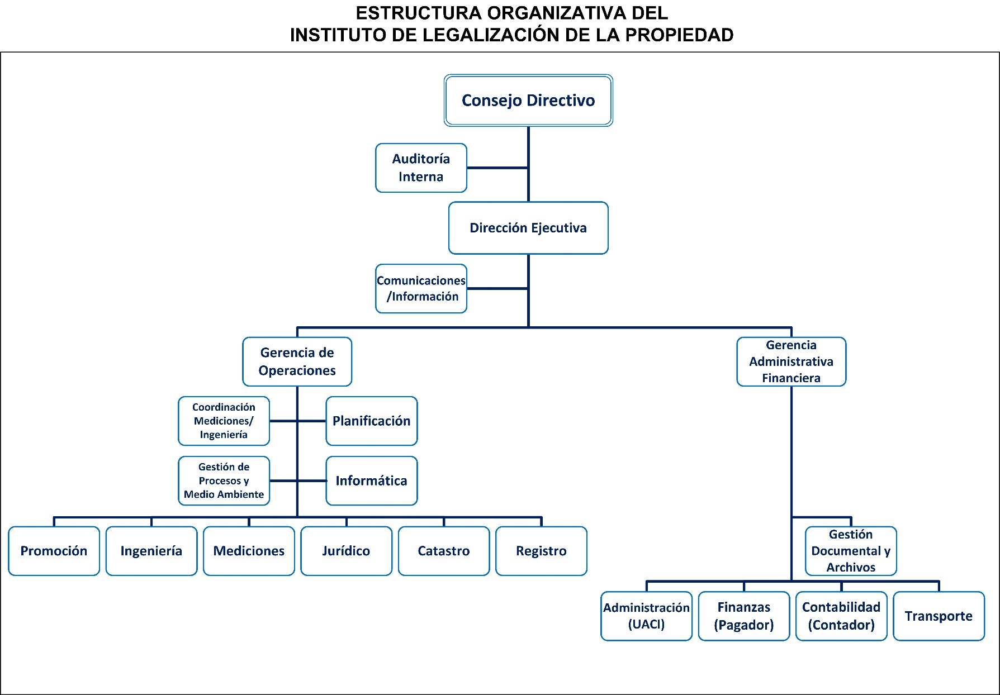 ESTRUCTURA ORGANIZATIVA DEL
INSTITUTO DE LEGALIZACIÓN DE LA PROPIEDAD
Consejo Directivo
Auditoría
Interna
Dirección Ejecutiva
Comunicaciones
/Información
Gerencia de
Operaciones
Gerencia
Administrativa
Financiera
Coordinación
Mediciones/
Ingeniería
Planificación
Gestión de
Procesos y
Medio Ambiente
Informática
Promoción
Ingeniería
Mediciones
Jurídico
Catastro
Registro
Gestión
Documental y
Archivos
Administración
(UACI)
Finanzas
(Pagador)
Contabilidad
(Contador)
Transporte